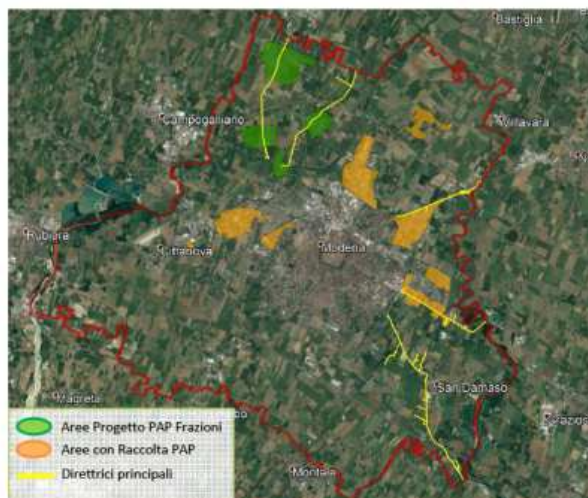 Bastiglia
Campogalliano
Villavara
Rubiera
Cittanova
Modena
San Damaso
Magreta
Montale
Aree Progetto PAP Frazioni
Aree con Raccolta PAP
Direttrici principali